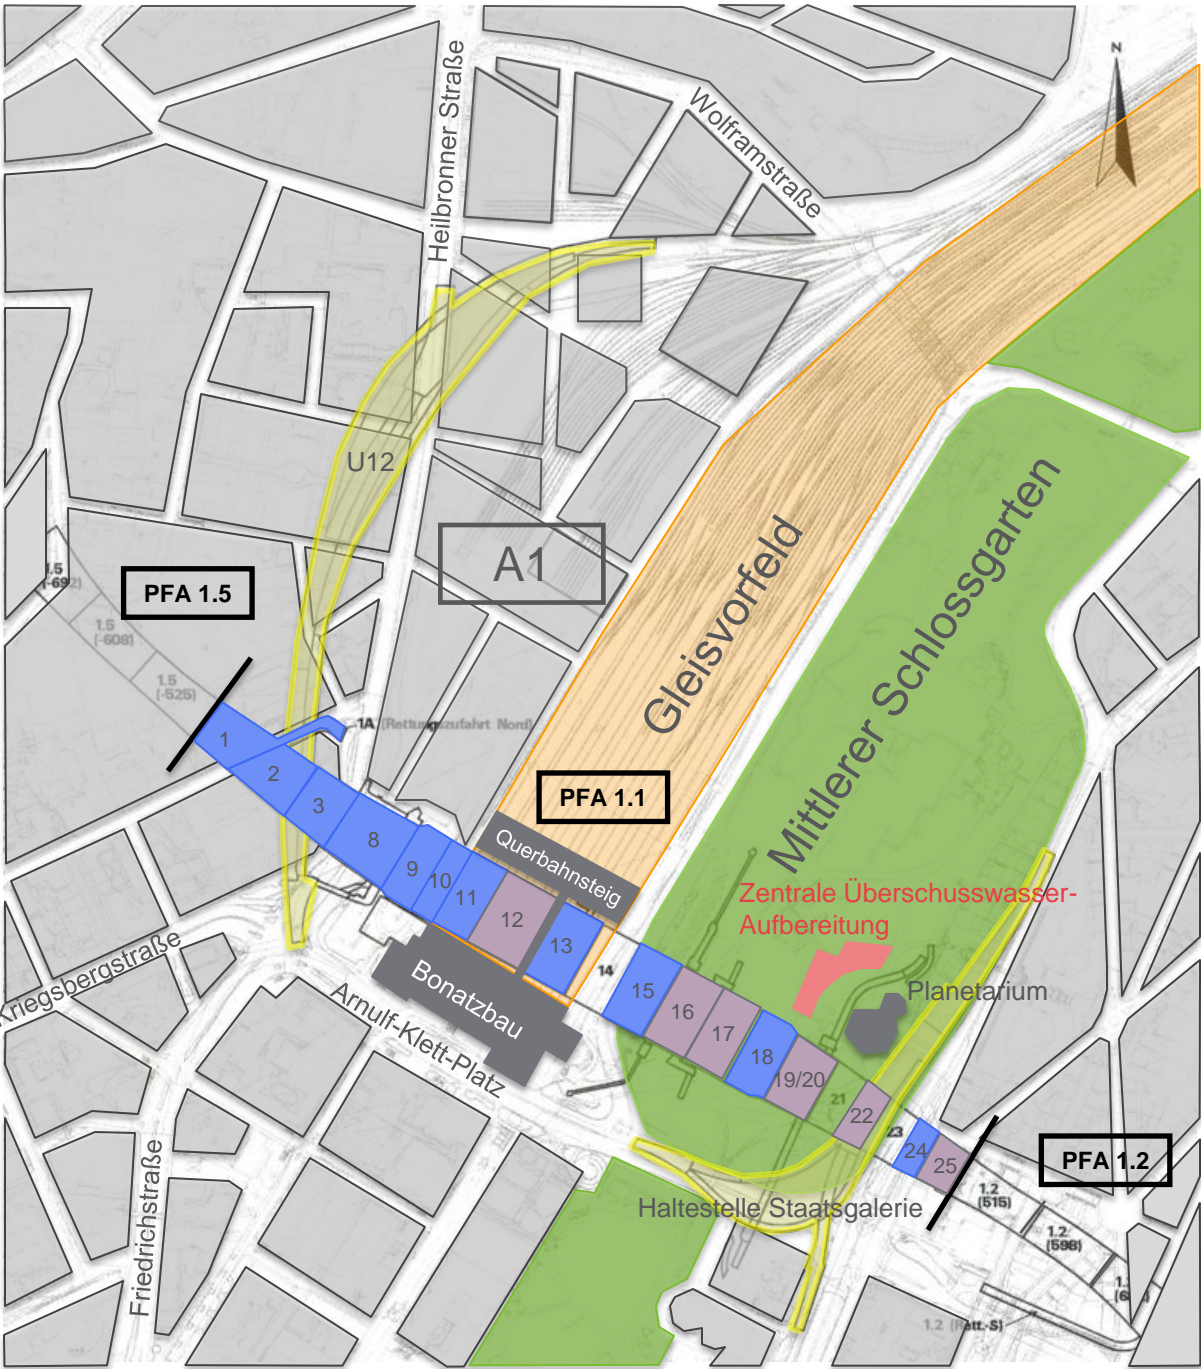 N
Heilbronner Straße
Wolframstraße
U12
A1
Gleisvorfeld
Mittlerer Schlossgarten
1.5
(-692)
PFA 1.5
1.5
(-608)
1.5
(-525)
1A (Rettungszufahrt Nord)
1
2
3
8
9
10
11
12
13
14
15
16
17
18
19/20
21
22
23
24
25
PFA 1.1
Querbahnsteig
Zentrale Überschusswasser-
Aufbereitung
Planetarium
Bonatzbau
Kriegsbergstraße
Arnulf-Klett-Platz
Friedrichstraße
Haltestelle Staatsgalerie
PFA 1.2
1.2
(515)
1.2
(598)
1.2 (Rett.-S)